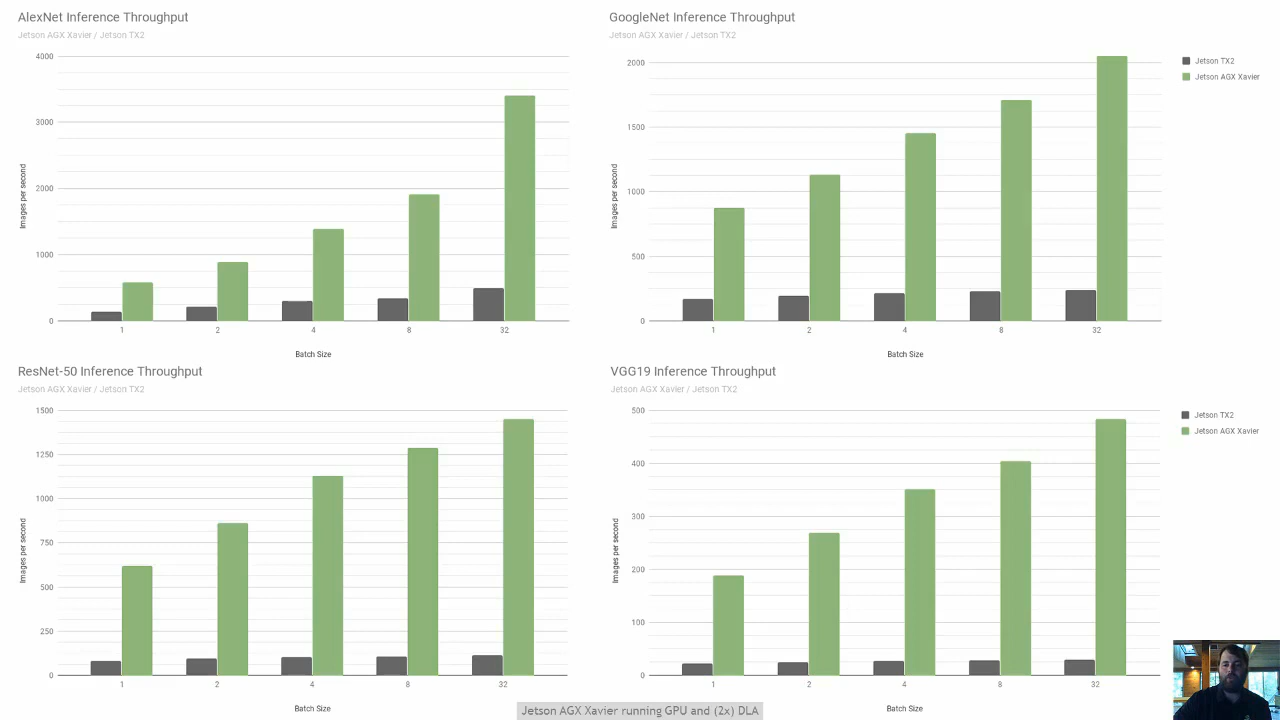 AlexNet Inference Throughput
Jetson AGX Xavier / Jetson TX2
4000
3000
2000
1000
0
Images per second
1 2 4 8 32
Batch Size
GoogleNet Inference Throughput
Jetson AGX Xavier / Jetson TX2
2000
1500
1000
500
0
Images per second
1 2 4 8 32
Batch Size
Jetson TX2
Jetson AGX Xavier
ResNet-50 Inference Throughput
Jetson AGX Xavier / Jetson TX2
1500
1250
1000
750
500
250
0
Images per second
1 2 4 8 32
Batch Size
VGG19 Inference Throughput
Jetson AGX Xavier / Jetson TX2
500
400
300
200
100
0
Images per second
1 2 4 8 32
Batch Size
Jetson TX2
Jetson AGX Xavier
Jetson AGX Xavier running GPU and (2x) DLA